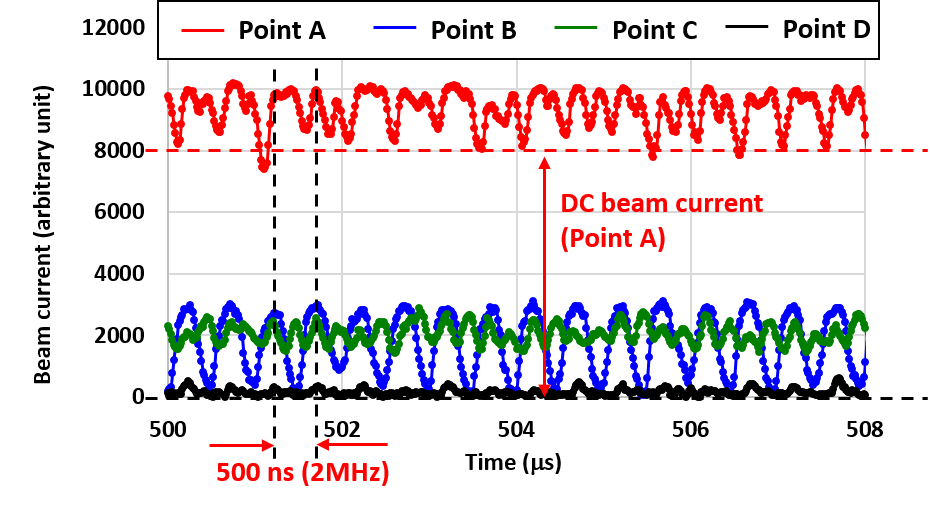 12000
Point A Point B Point C Point D
10000
8000
6000
4000
2000
0
Beam current (arbitrary unit)
DC beam current
(Point A)
500 502 504 506 508
500 ns (2MHz)
Time (μs)